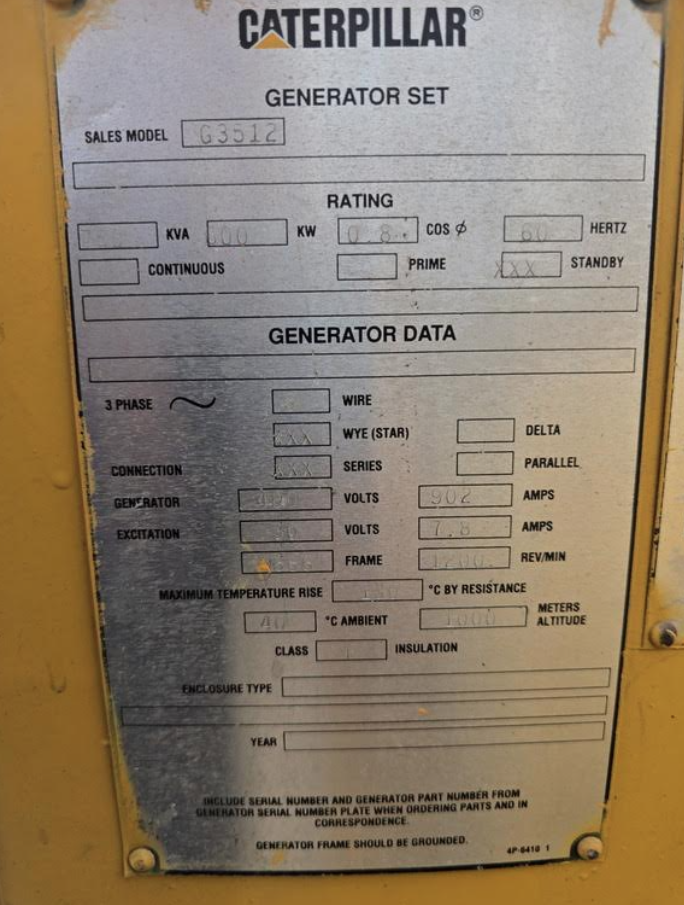 CATERPILLAR®
GENERATOR SET
SALES MODEL G3512
RATING
KVA 600 KW 0.8 COS ϕ 60 HERTZ
CONTINUOUS PRIME XXX STANDBY
GENERATOR DATA
3 PHASE ∼ WIRE
XXX WYE (STAR) DELTA
CONNECTION XXX SERIES PARALLEL
GENERATOR VOLTS 902 AMPS
EXCITATION VOLTS 7.8 AMPS
FRAME 1200. REV/MIN
MAXIMUM TEMPERATURE RISE °C BY RESISTANCE
40 °C AMBIENT 1000 METERS ALTITUDE
CLASS INSULATION
ENCLOSURE TYPE
YEAR
INCLUDE SERIAL NUMBER AND GENERATOR PART NUMBER FROM
GENERATOR SERIAL NUMBER PLATE WHEN ORDERING PARTS AND IN
CORRESPONDENCE.
GENERATOR FRAME SHOULD BE GROUNDED.
4P-6410 1